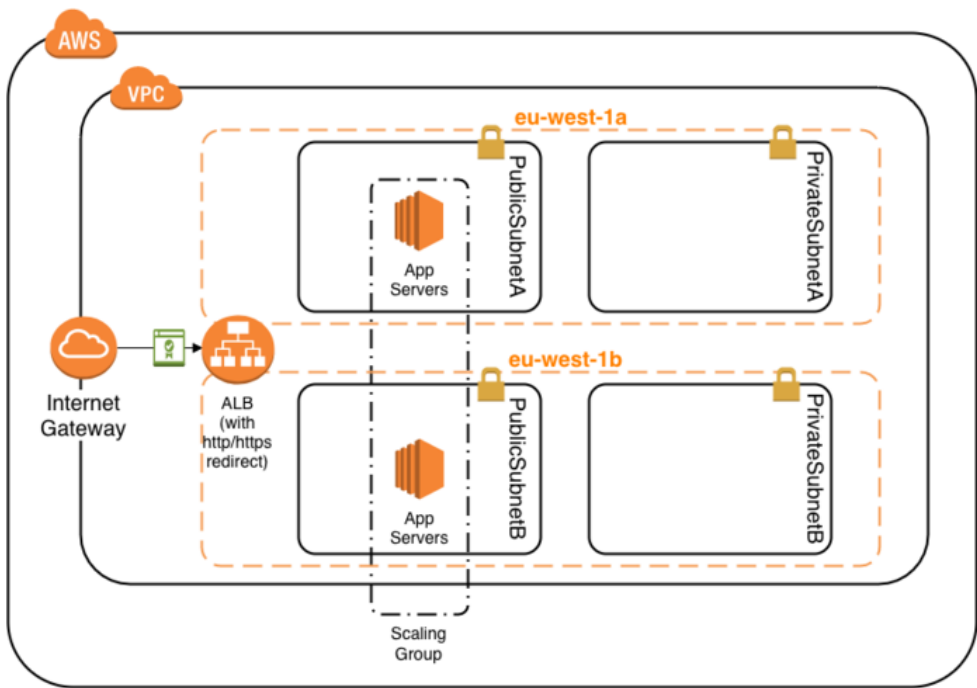 AWS
VPC
eu-west-1a
PublicSubnetA
PrivateSubnetA
App
Servers
Internet
Gateway
ALB
(with
http/https
redirect)
eu-west-1b
PublicSubnetB
PrivateSubnetB
App
Servers
Scaling
Group